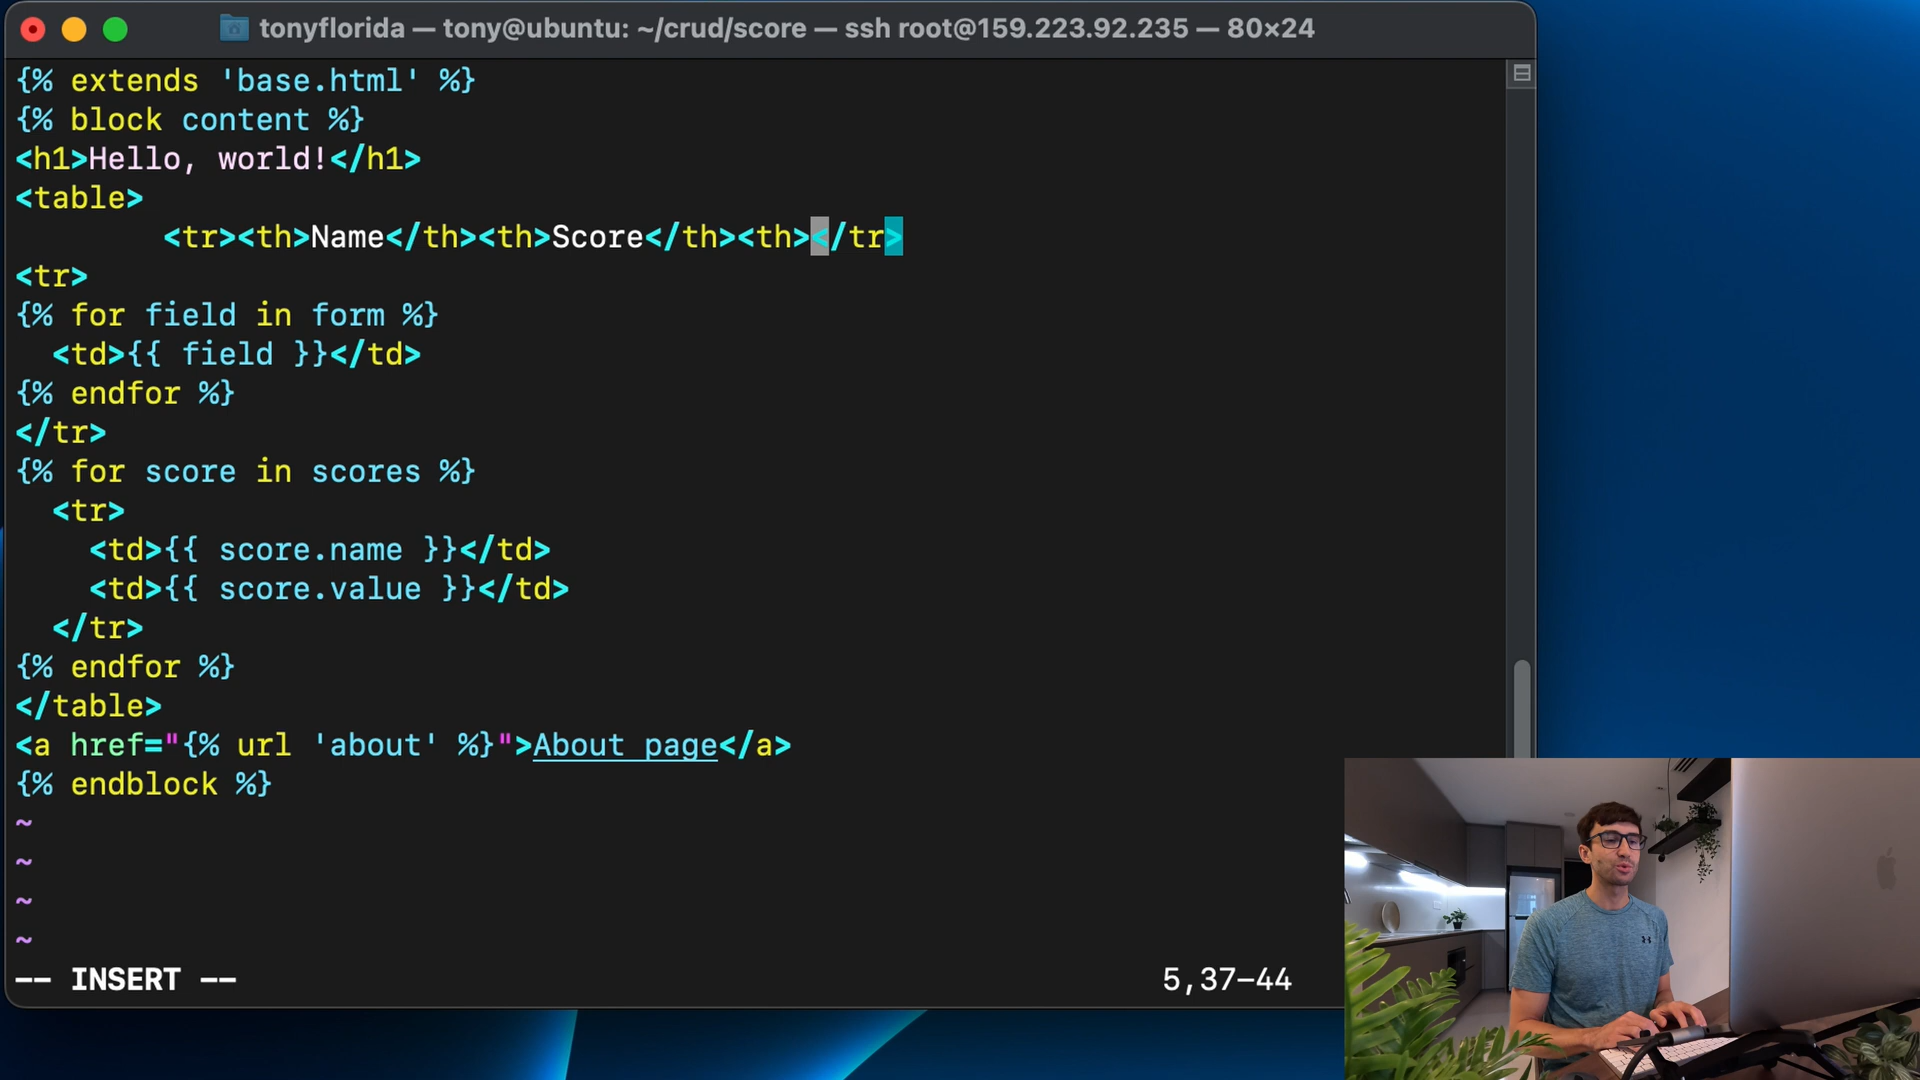 tonyflorida — tony@ubuntu: ~/crud/score — ssh root@159.223.92.235 — 80×24
{% extends 'base.html' %}
{% block content %}
<h1>Hello, world!</h1>
<table>
        <tr><th>Name</th><th>Score</th><th></tr>
<tr>
{% for field in form %}
  <td>{{ field }}</td>
{% endfor %}
</tr>
{% for score in scores %}
  <tr>
    <td>{{ score.name }}</td>
    <td>{{ score.value }}</td>
  </tr>
{% endfor %}
</table>
<a href="{% url 'about' %}">About page</a>
{% endblock %}
~
~
~
~
-- INSERT --
5,37-44